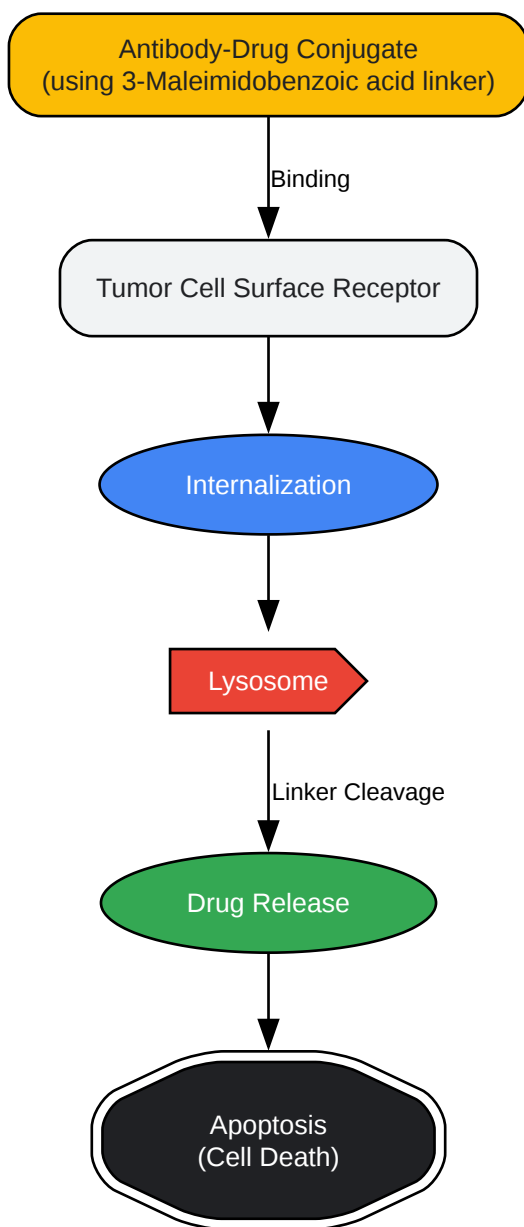 Antibody-Drug Conjugate
(using 3-Maleimidobenzoic acid linker)
Binding
Tumor Cell Surface Receptor
Internalization
Lysosome
Linker Cleavage
Drug Release
Apoptosis
(Cell Death)